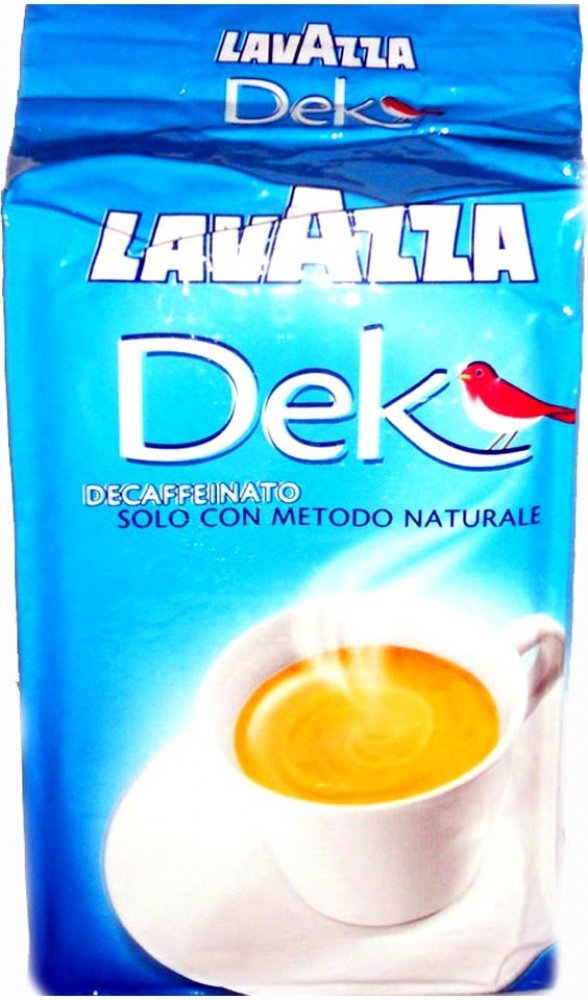 LAVAZZA
Dek
LAVAZZA
Dek
DECAFFEINATO
SOLO CON METODO NATURALE